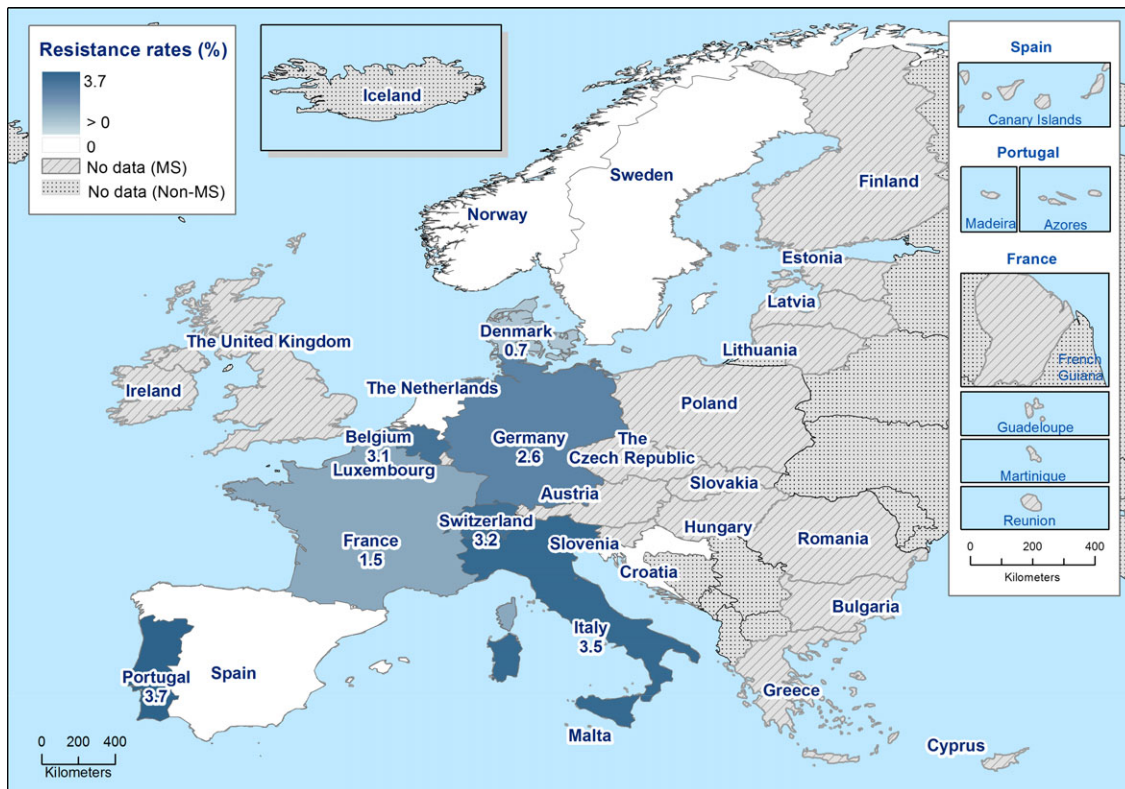 Resistance rates (%)
3.7
> 0
0
No data (MS)
No data (Non-MS)
Iceland
Spain
Canary Islands
Portugal
Madeira
Azores
France
French
Guiana
Guadeloupe
Martinique
Reunion
0 200 400
Kilometers
Sweden
Finland
Norway
Estonia
Latvia
Denmark
0.7
Lithuania
The United Kingdom
Ireland
The Netherlands
Poland
Belgium
3.1
Germany
2.6
The
Czech Republic
Luxembourg
Slovakia
Austria
Switzerland
3.2
Hungary
France
1.5
Slovenia
Romania
Croatia
Bulgaria
Italy
3.5
Portugal
3.7
Spain
Greece
Malta
Cyprus
0 200 400
Kilometers